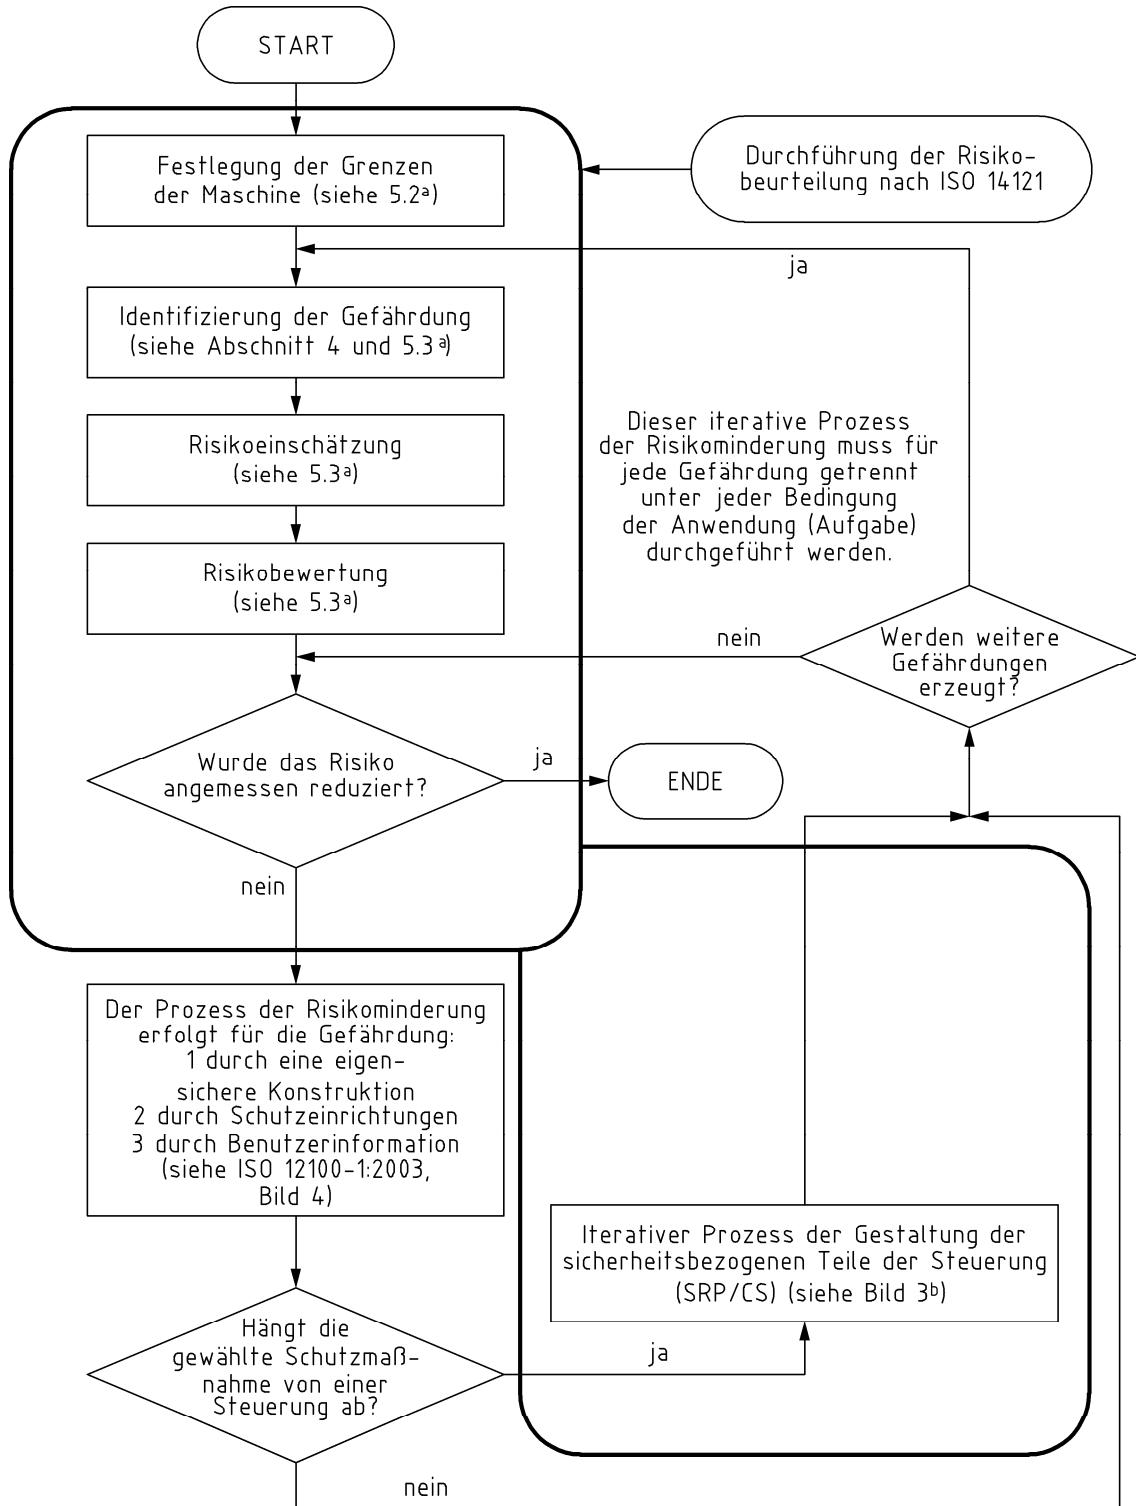 START
Festlegung der Grenzen
der Maschine (siehe 5.2ᵃ)
Durchführung der Risiko-
beurteilung nach ISO 14121
ja
Identifizierung der Gefährdung
(siehe Abschnitt 4 und 5.3ᵃ)
Risikoeinschätzung
(siehe 5.3ᵃ)
Dieser iterative Prozess
der Risikominderung muss für
jede Gefährdung getrennt
unter jeder Bedingung
der Anwendung (Aufgabe)
durchgeführt werden.
Risikobewertung
(siehe 5.3ᵃ)
nein
Werden weitere
Gefährdungen
erzeugt?
Wurde das Risiko
angemessen reduziert?
ja
ENDE
nein
Der Prozess der Risikominderung
erfolgt für die Gefährdung:
1 durch eine eigen-
sichere Konstruktion
2 durch Schutzeinrichtungen
3 durch Benutzerinformation
(siehe ISO 12100-1:2003,
Bild 4)
Iterativer Prozess der Gestaltung der
sicherheitsbezogenen Teile der Steuerung
(SRP/CS) (siehe Bild 3ᵇ)
Hängt die
gewählte Schutzmaß-
nahme von einer
Steuerung ab?
ja
nein